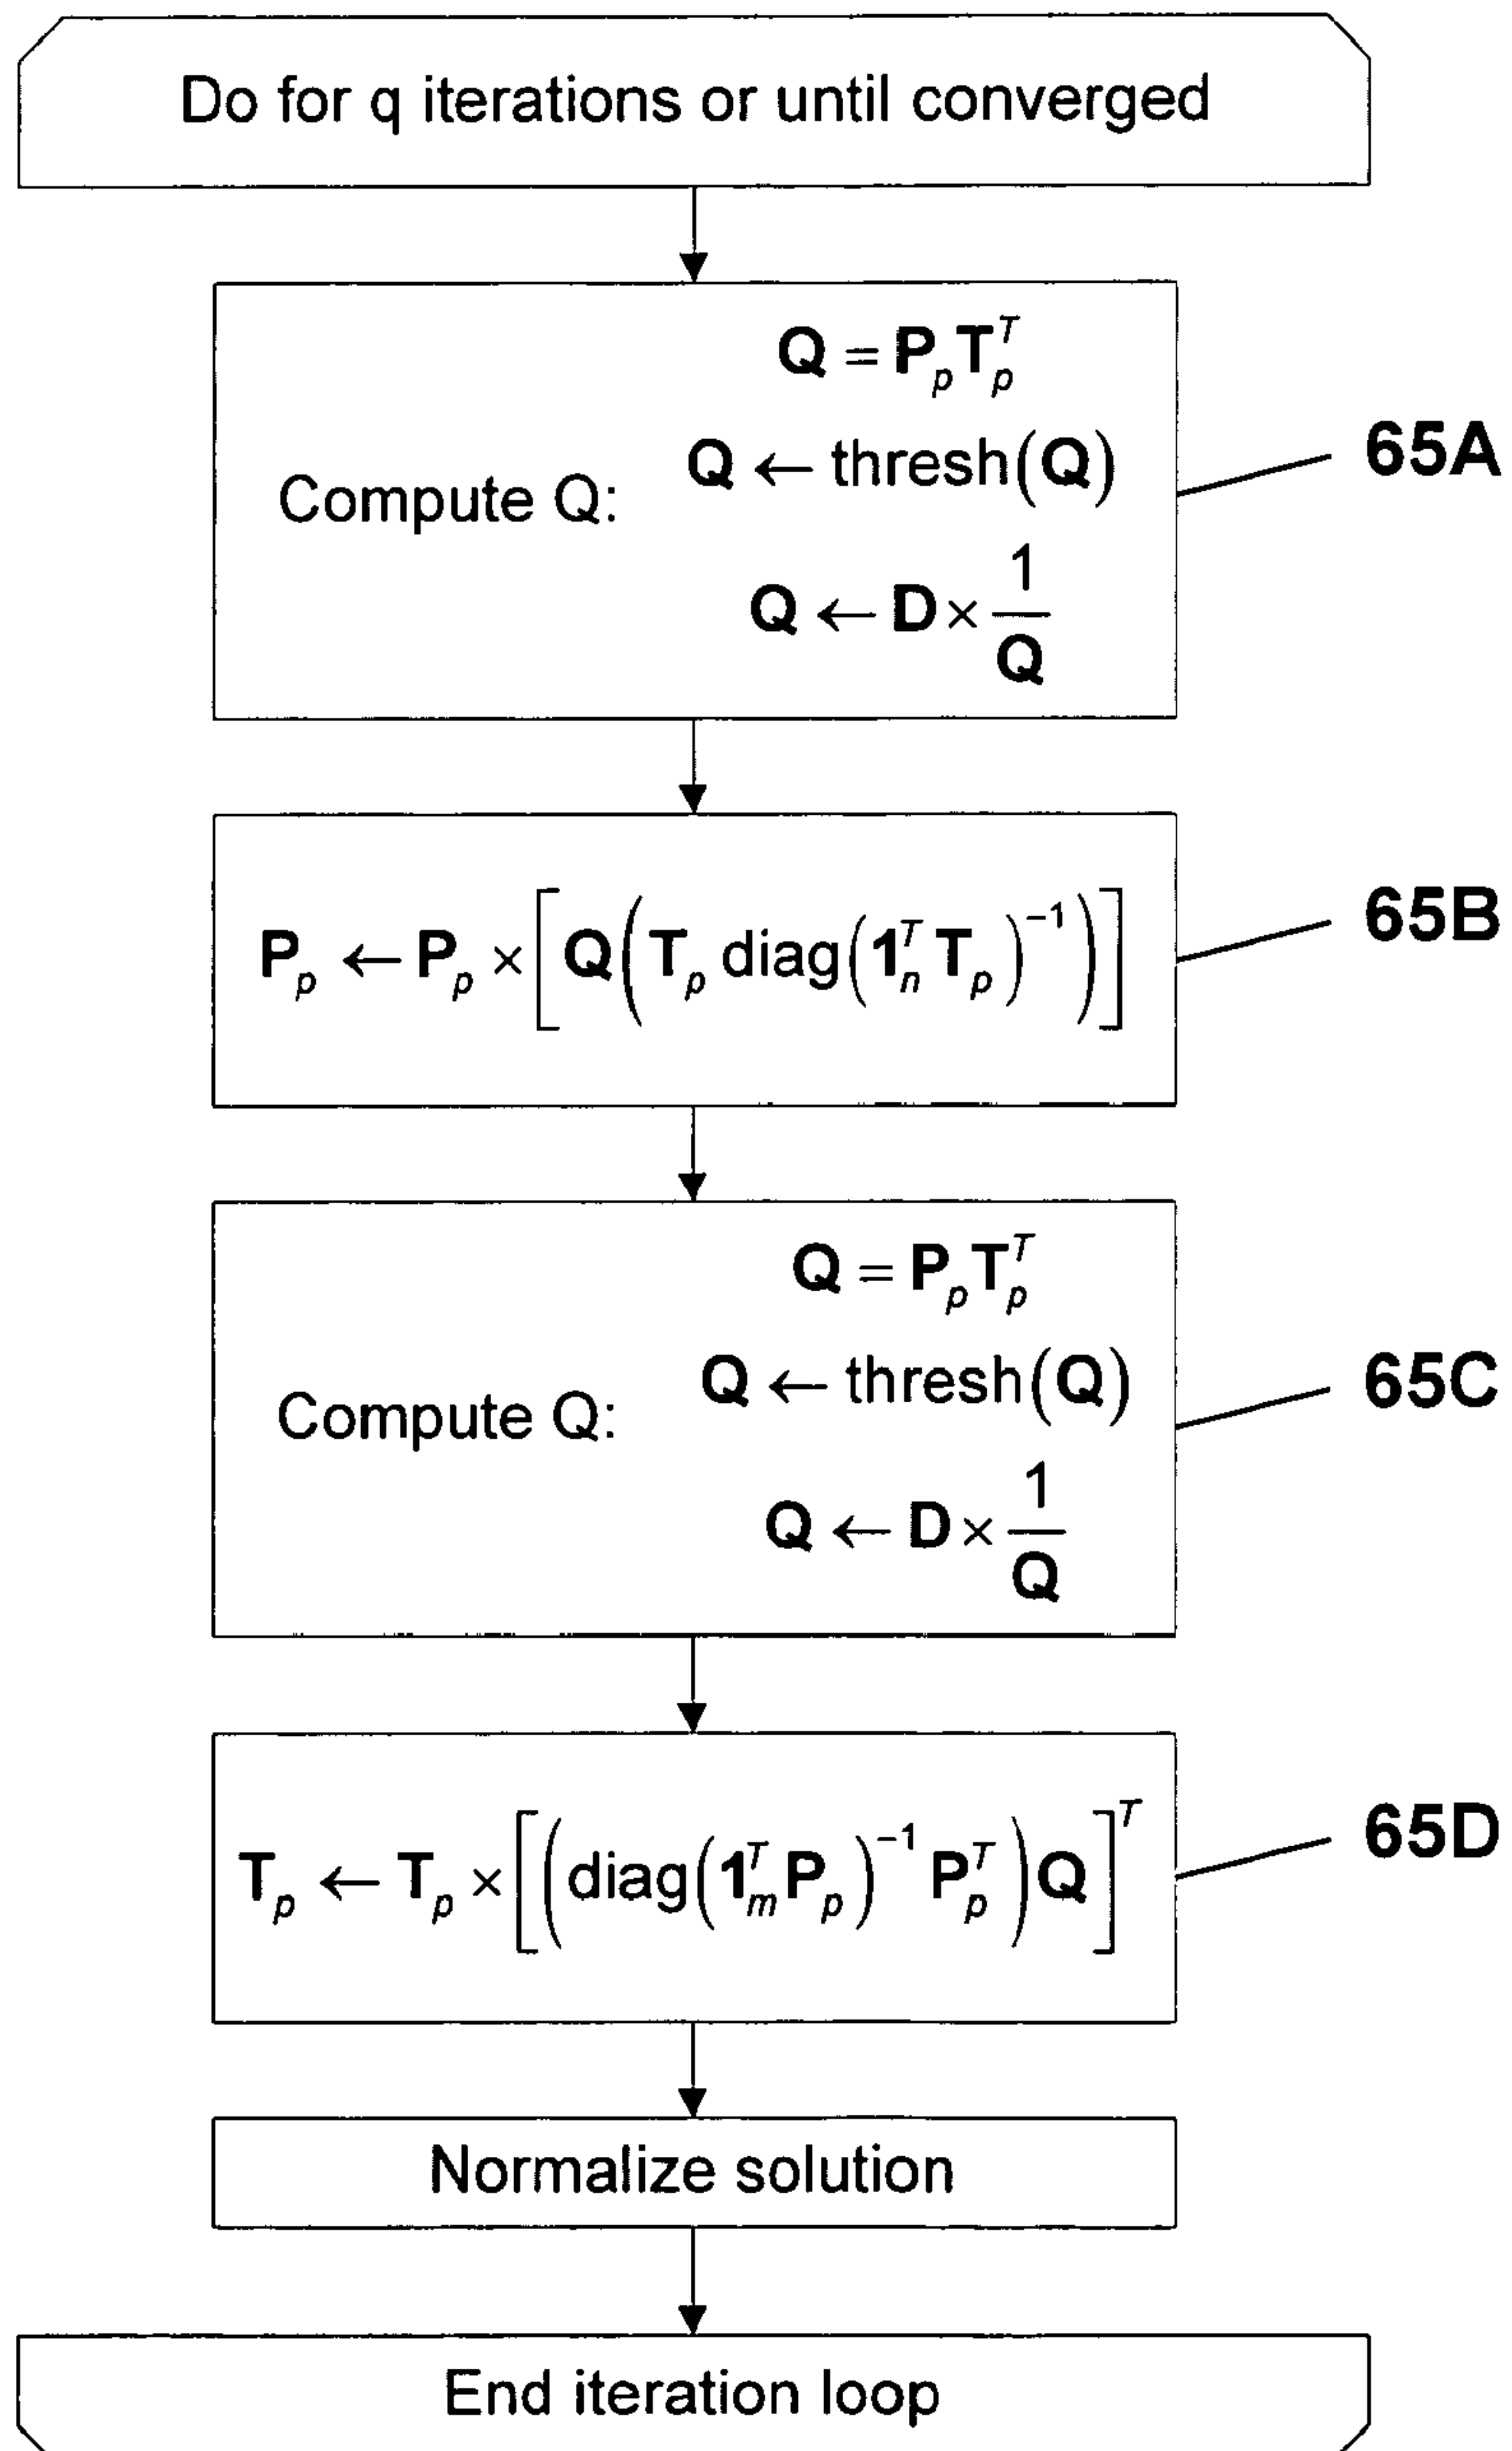 Do for q iterations or until converged
Q = P_p T_p^T
Q ← thresh(Q)
Compute Q:
Q ← D × 1/Q
65A
P_p ← P_p × [Q(T_p diag(1_n^T T_p)^{-1})]
65B
Q = P_p T_p^T
Q ← thresh(Q)
Compute Q:
Q ← D × 1/Q
65C
T_p ← T_p × [(diag(1_m^T P_p)^{-1} P_p^T)Q]^T
65D
Normalize solution
End iteration loop